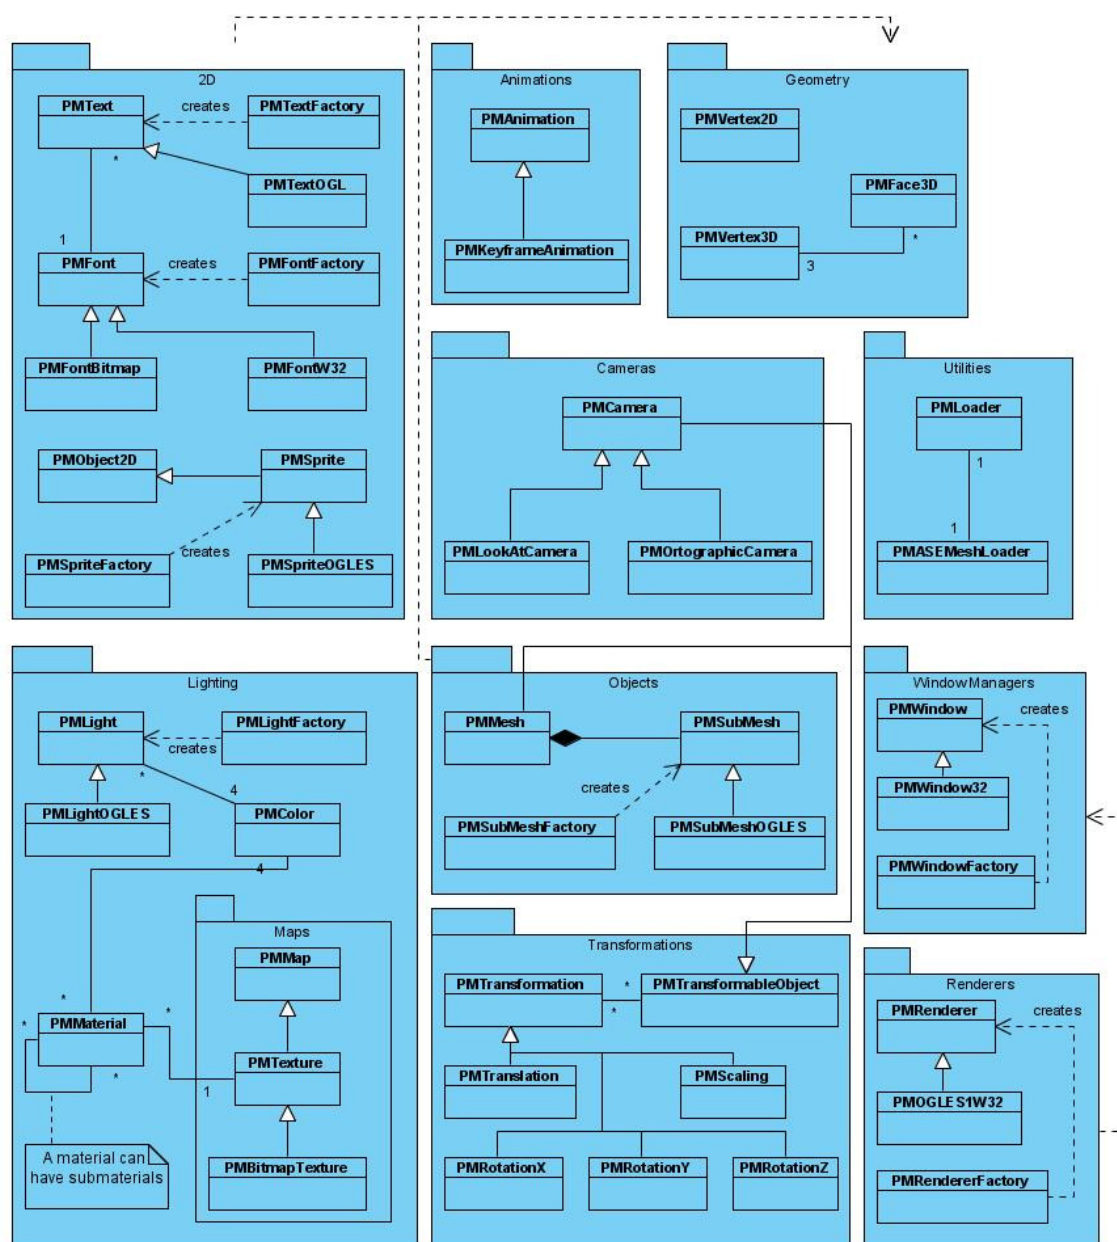 2D
PMText
creates
PMTextFactory
*
PMTextOGL
1
PMFont
creates
PMFontFactory
PMFontBitmap
PMFontW32
PMObject2D
PMSprite
creates
PMSpriteFactory
PMSpriteOGLES
Animations
PMAnimation
PMKeyframeAnimation
Geometry
PMVertex2D
PMFace3D
*
PMVertex3D
3
Cameras
PMCamera
PMLookAtCamera
PMOrtographicCamera
Utilities
PMLoader
1
1
PMASEMeshLoader
Lighting
PMLight
PMLightFactory
creates
*
4
PMLightOGLES
PMColor
4
Maps
PMMap
*
*
PMMaterial
*
*
PMTexture
1
A material can
have submaterials
PMBitmapTexture
Objects
PMMesh
PMSubMesh
creates
PMSubMeshFactory
PMSubMeshOGLES
Window Managers
PMWindow
creates
PMWindow32
PMWindowFactory
Transformations
PMTransformation
*
*
PMTransformableObject
PMTranslation
PMScaling
PMRotationX
PMRotationY
PMRotationZ
Renderers
PMRenderer
creates
PMOGLES1W32
PMRendererFactory